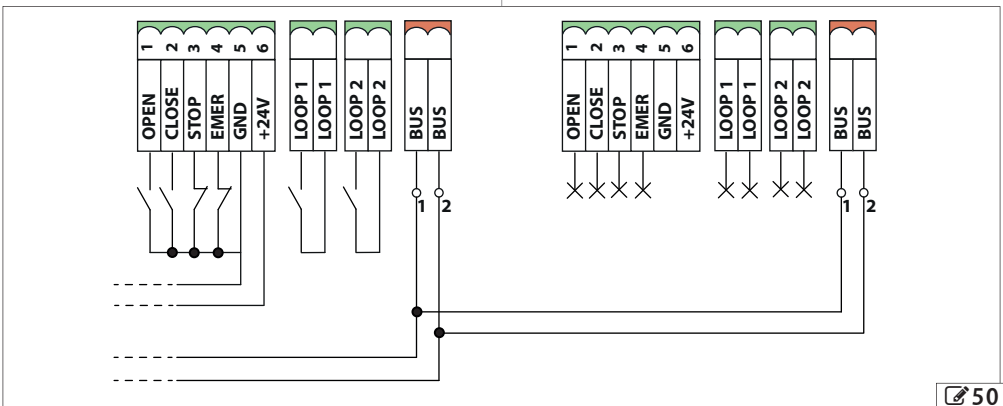 1 2 3 4 5 6
OPEN CLOSE STOP EMER GND +24V
LOOP 1 LOOP 1
LOOP 2 LOOP 2
BUS BUS
1 2
1 2 3 4 5 6
OPEN CLOSE STOP EMER GND +24V
LOOP 1 LOOP 1
LOOP 2 LOOP 2
BUS BUS
1 2
50